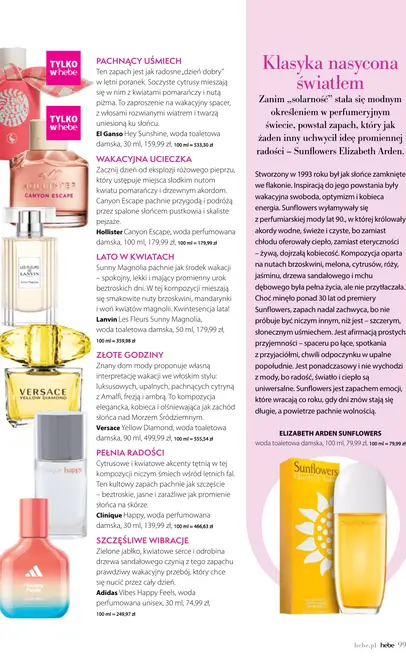 TYLKO
w hebe
TYLKO
w hebe
HOLLISTER
CANYON ESCAPE
LES FLEURS
LANVIN
Sunny Magnolia
VERSACE
YELLOW DIAMOND
happy
adidas
PACHNĄCY UŚMIECH
Ten zapach jest jak radosne „dzień dobry”
w letni poranek. Soczyste cytrusy mieszają
się w nim z kwiatami pomarańczy i nutą
piżma. To zaproszenie na wakacyjny spacer,
z włosami rozwianymi wiatrem i twarzą
uniesioną ku słońcu.
El Ganso Hey Sunshine, woda toaletowa
damska, 30 ml, 159,99 zł, 100 ml = 533,30 zł
WAKACYJNA UCIECZKA
Zacznij dzień od eksplozji różowego pieprzu,
który ustępuje miejsca słodkim nutom
kwiatu pomarańczy i drzewnym akordom.
Canyon Escape pachnie przygodą i podróżą
przez spalone słońcem pustkowia i skaliste
pejzaże.
Hollister Canyon Escape, woda perfumowana
damska, 100 ml, 179,99 zł, 100 ml = 179,99 zł
LATO W KWIATACH
Sunny Magnolia pachnie jak środek wakacji
– spokojny, lekki i mający promienny urok
beztroskich dni. W tej kompozycji mieszają
się smakowite nuty brzoskwini, mandarynki
i woń kwiatów magnolii. Kwintesencja lata!
Lanvin Les Fleurs Sunny Magnolia,
woda toaletowa damska, 50 ml, 179,99 zł,
100 ml = 359,98 zł
ZŁOTE GODZINY
Znany dom mody proponuje własną
interpretację wakacji we włoskim stylu:
luksusowych, upalnych, pachnących cytryną
z Amalfi, frezją i ambrą. To kompozycja
elegancka, kobieca i olśniewająca jak zachód
słońca nad Morzem Śródziemnym.
Versace Yellow Diamond, woda toaletowa
damska, 90 ml, 499,99 zł, 100 ml = 555,54 zł
PEŁNIA RADOŚCI
Cytrusowe i kwiatowe akcenty tętnią w tej
kompozycji niczym śmiech wśród letnich fal.
Ten kultowy zapach pachnie jak szczęście
– beztroskie, jasne i zaraźliwe jak promienie
słońca na skórze.
Clinique Happy, woda perfumowana
damska, 30 ml, 139,99 zł, 100 ml = 466,63 zł
SZCZĘŚLIWE WIBRACJE
Zielone jabłko, kwiatowe serce i odrobina
drzewa sandałowego czynią z tego zapachu
prawdziwy wakacyjny przebój, który chce
się nucić przez cały dzień.
Adidas Vibes Happy Feels, woda
perfumowana unisex, 30 ml, 74,99 zł,
100 ml = 249,97 zł
Klasyka nasycona
światłem
Zanim „solarność” stała się modnym
określeniem w perfumeryjnym
świecie, powstał zapach, który jak
żaden inny uchwycił ideę promiennej
radości – Sunflowers Elizabeth Arden.
Stworzony w 1993 roku był jak słońce zamknięte
we flakonie. Inspiracją do jego powstania były
wakacyjna swoboda, optymizm i kobieca
energia. Sunflowers wyłamywały się
z perfumiarskiej mody lat 90., w której królowały
akordy wodne, świeże i czyste, bo zamiast
chłodu oferowały ciepło, zamiast eteryczności
– żywą, dojrzałą kobiecość. Kompozycja oparta
na nutach brzoskwini, melona, cytrusów, róży,
jaśminu, drzewa sandałowego i mchu
dębowego była pełna życia, ale nie przytłaczała.
Choć minęło ponad 30 lat od premiery
Sunflowers, zapach nadal zachwyca, bo nie
próbuje być niczym innym, niż jest – szczerym,
słonecznym uśmiechem. Jest afirmacją prostych
przyjemności – spaceru po łące, spotkania
z przyjaciółmi, chwili odpoczynku w upalne
popołudnie. Jest ponadczasowy i nie wychodzi
z mody, bo radość, światło i ciepło są
uniwersalne. Sunflowers jest zapachem emocji,
które wracają co roku, gdy dni znów stają się
długie, a powietrze pachnie wolnością.
ELIZABETH ARDEN SUNFLOWERS
woda toaletowa damska, 100 ml, 79,99 zł, 100 ml = 79,99 zł
Sunflowers
hebe.pl hebe 99